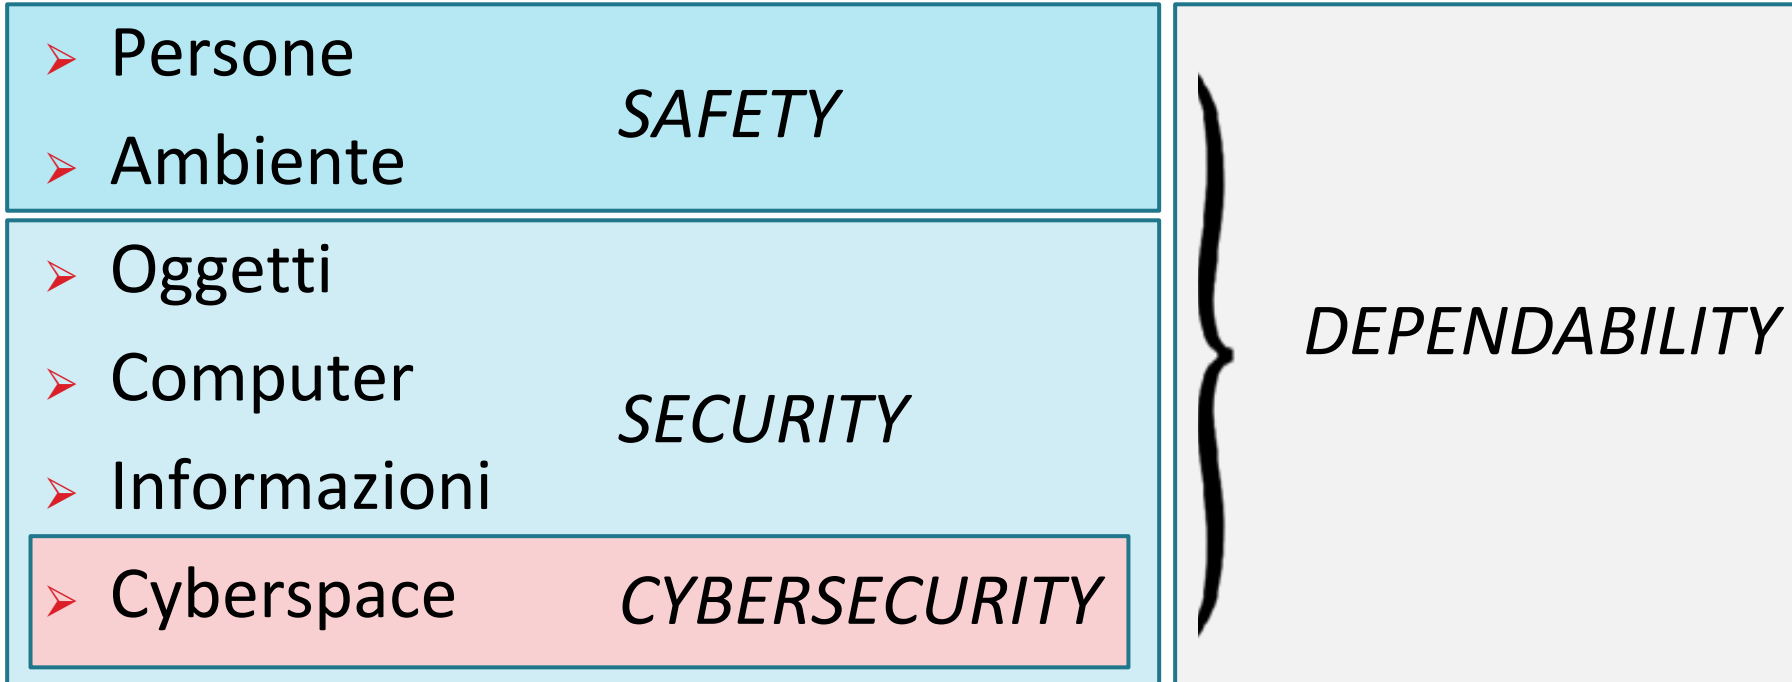 Persone
SAFETY
Ambiente
Oggetti
Computer
SECURITY
Informazioni
Cyberspace CYBERSECURITY
DEPENDABILITY